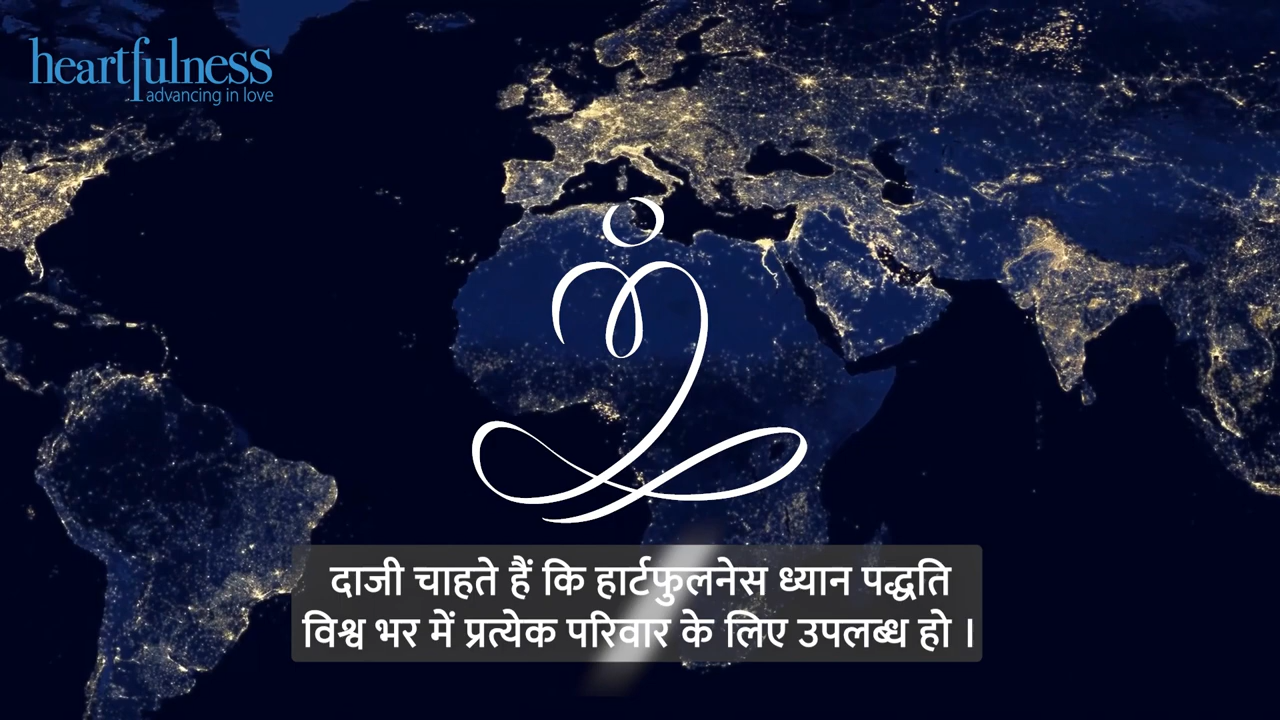 heartfulness
advancing in love
दाजी चाहते हैं कि हार्टफुलनेस ध्यान पद्धति
विश्व भर में प्रत्येक परिवार के लिए उपलब्ध हो ।